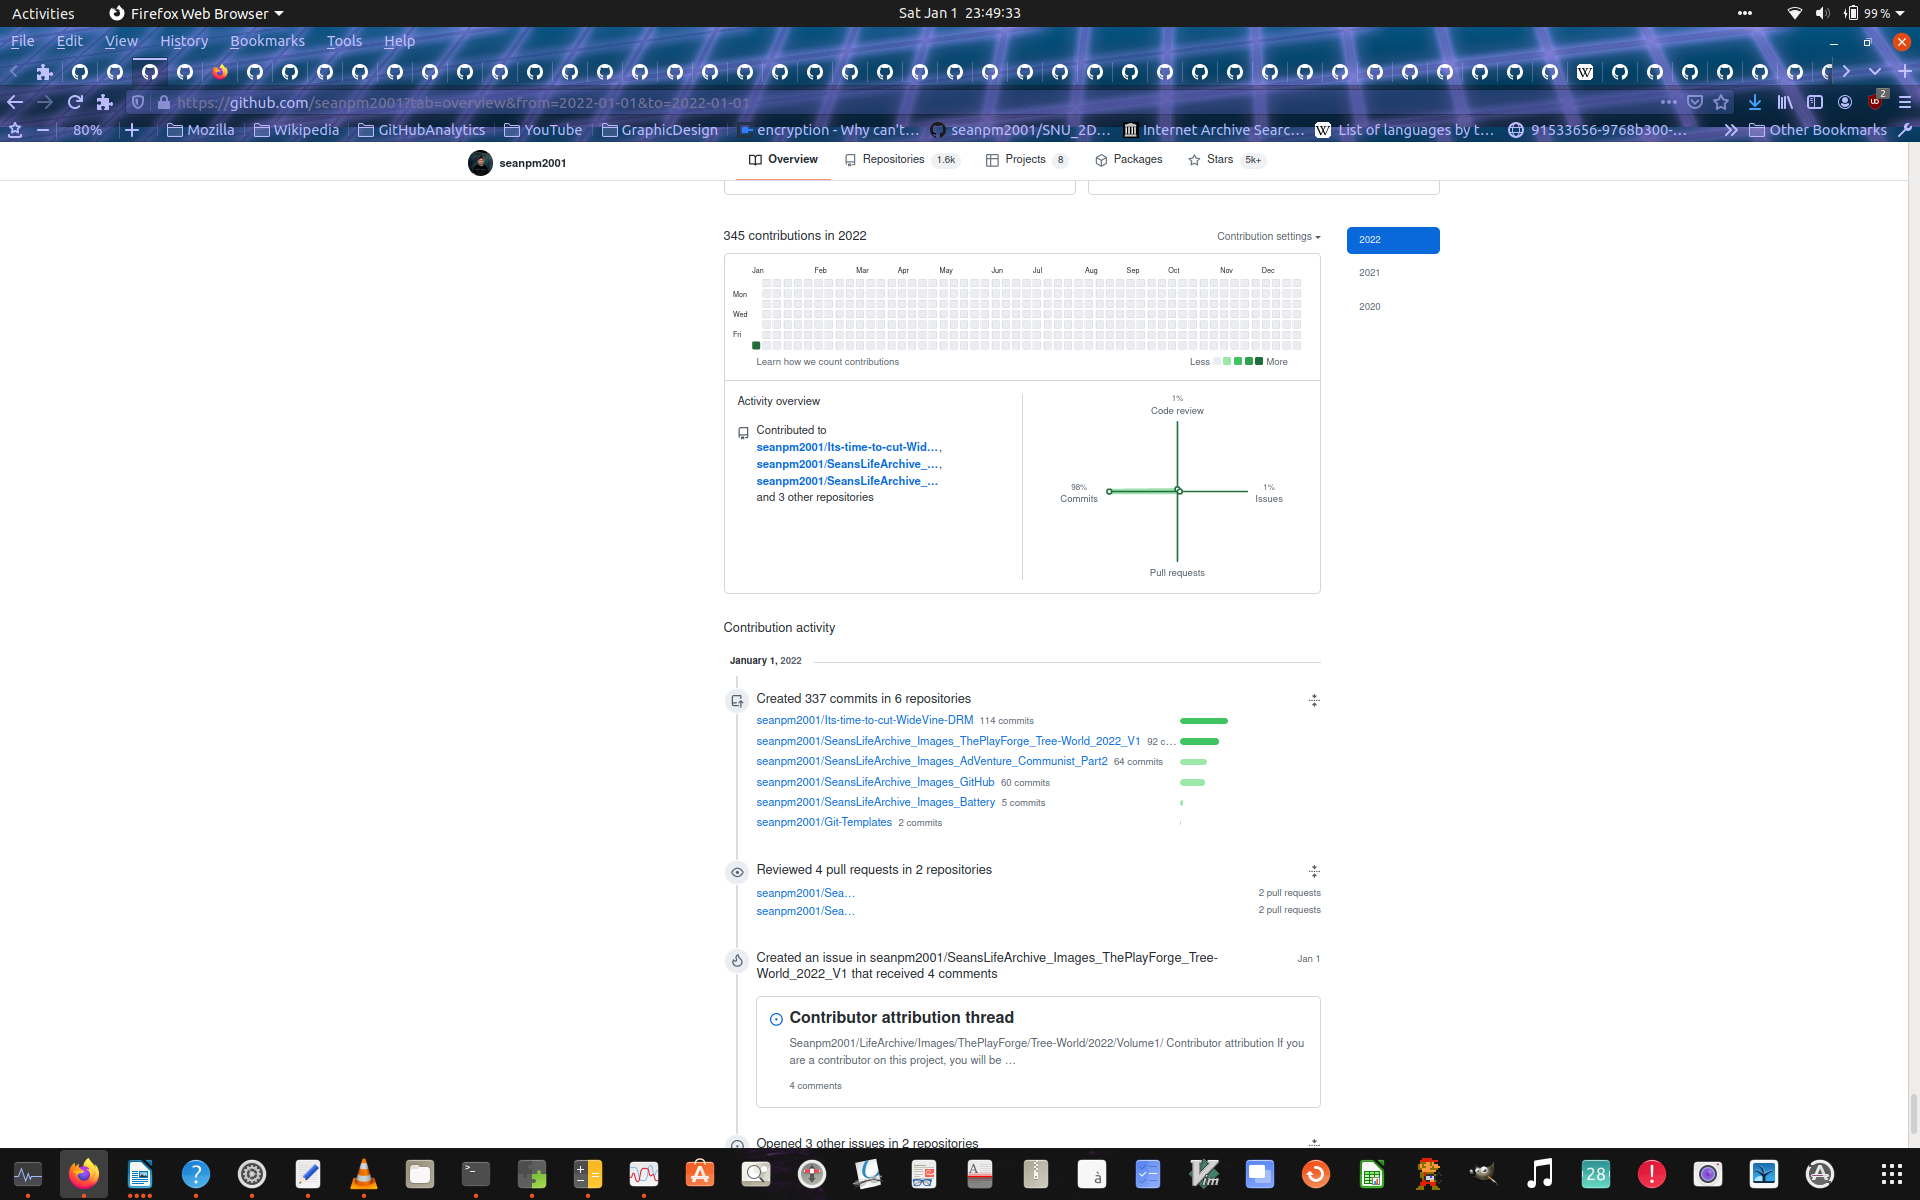 Activities Firefox Web Browser Sat Jan 1 23:49:33 99 %
File Edit View History Bookmarks Tools Help
https://github.com/seanpm2001?tab=overview&from=2022-01-01&to=2022-01-01 2
80% Mozilla Wikipedia GitHubAnalytics YouTube GraphicDesign encryption - Why can't... seanpm2001/SNU_2D... Internet Archive Searc... List of languages by t... 91533656-9768b300-... Other Bookmarks
seanpm2001 Overview Repositories 1.6k Projects 8 Packages Stars 5k+
345 contributions in 2022 Contribution settings 2022
2021
2020
Jan Feb Mar Apr May Jun Jul Aug Sep Oct Nov Dec
Mon
Wed
Fri
Learn how we count contributions Less More
Activity overview
Contributed to
seanpm2001/Its-time-to-cut-Wid...,
seanpm2001/SeansLifeArchive_...,
seanpm2001/SeansLifeArchive_...
and 3 other repositories
1%
Code review
98%
Commits
1%
Issues
Pull requests
Contribution activity
January 1, 2022
Created 337 commits in 6 repositories
seanpm2001/Its-time-to-cut-WideVine-DRM 114 commits
seanpm2001/SeansLifeArchive_Images_ThePlayForge_Tree-World_2022_V1 92 c...
seanpm2001/SeansLifeArchive_Images_AdVenture_Communist_Part2 64 commits
seanpm2001/SeansLifeArchive_Images_GitHub 60 commits
seanpm2001/SeansLifeArchive_Images_Battery 5 commits
seanpm2001/Git-Templates 2 commits
Reviewed 4 pull requests in 2 repositories
seanpm2001/Sea... 2 pull requests
seanpm2001/Sea... 2 pull requests
Created an issue in seanpm2001/SeansLifeArchive_Images_ThePlayForge_Tree- Jan 1
World_2022_V1 that received 4 comments
Contributor attribution thread
Seanpm2001/LifeArchive/Images/ThePlayForge/Tree-World/2022/Volume1/ Contributor attribution If you
are a contributor on this project, you will be ...
4 comments
Opened 3 other issues in 2 repositories
28